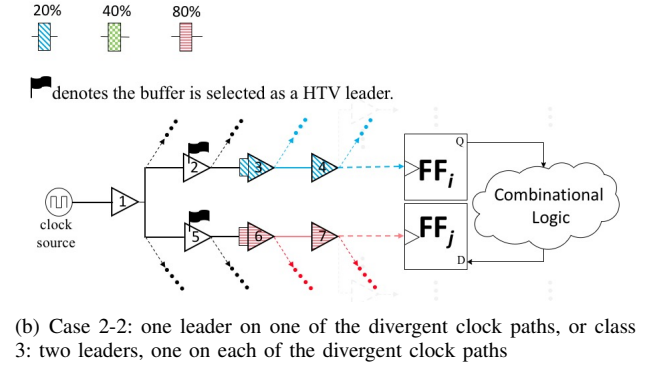 20% 40% 80%
denotes the buffer is selected as a HTV leader.
1
2
3
4
5
6
7
clock
source
Q
FFi
FFj
D
Combinational
Logic
(b) Case 2-2: one leader on one of the divergent clock paths, or class
3: two leaders, one on each of the divergent clock paths